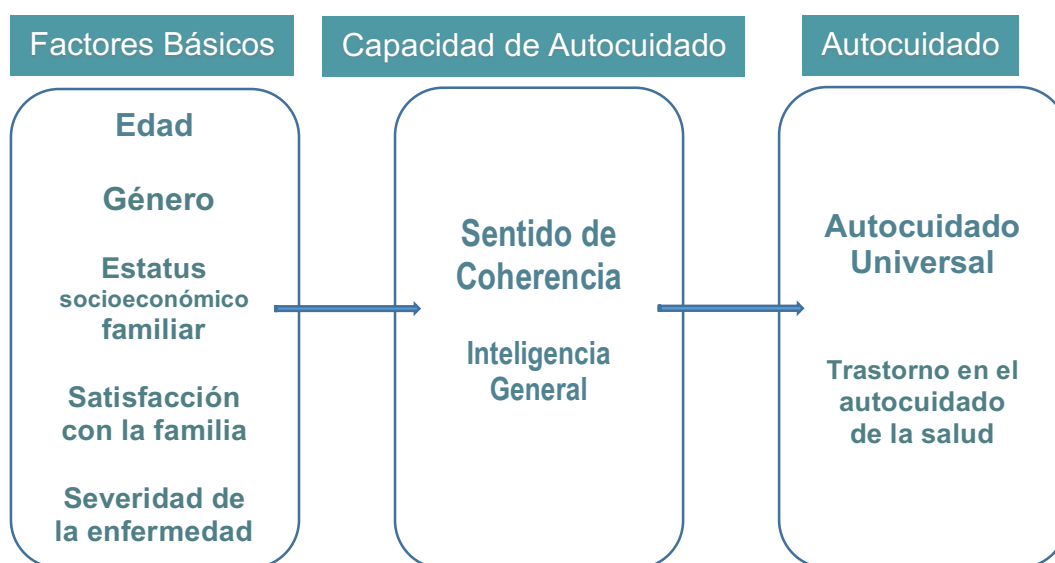 Factores Básicos
Capacidad de Autocuidado
Autocuidado
Edad
Género
Estatus
socioeconómico
familiar
Satisfacción
con la familia
Severidad de
la enfermedad
Sentido de
Coherencia
Inteligencia
General
Autocuidado
Universal
Trastorno en el
autocuidado
de la salud